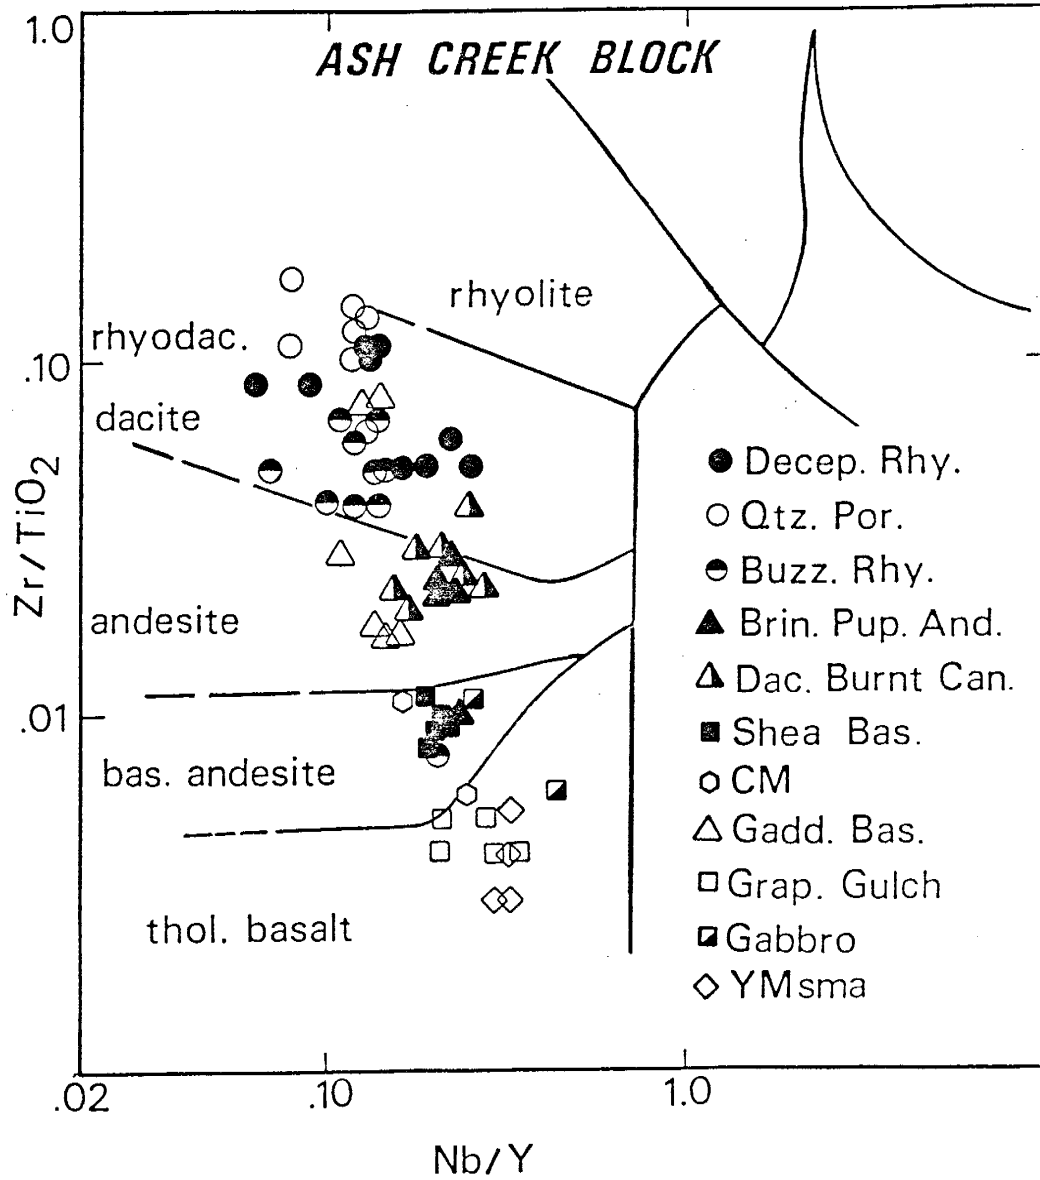 1.0
ASH CREEK BLOCK
rhyolite
rhyodac.
.10
dacite
Zr/TiO2
andesite
.01
bas. andesite
thol. basalt
Decep. Rhy.
Qtz. Por.
Buzz. Rhy.
Brin. Pup. And.
Dac. Burnt Can.
Shea Bas.
CM
Gadd. Bas.
Grap. Gulch
Gabbro
YMsma
.02
.10
1.0
Nb/Y